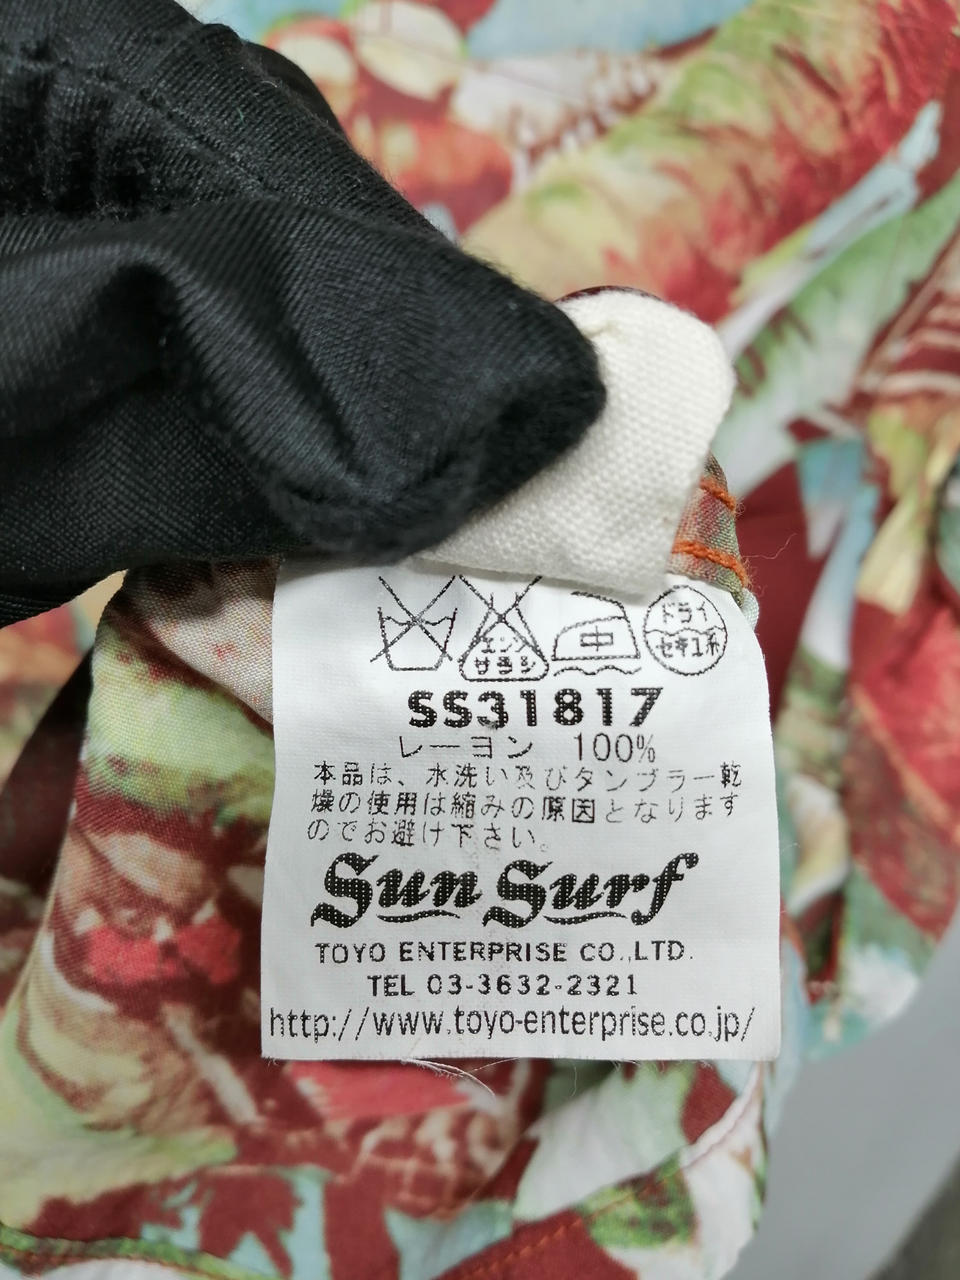 エンソ
サラシ
中
ドライ
セキユ系
SS31817
レーヨン 100%
本品は、水洗い及びタンブラー乾
燥の使用は縮みの原因となります
のでお避け下さい。
Sun Surf
TOYO ENTERPRISE CO.,LTD.
TEL 03-3632-2321
http://www.toyo-enterprise.co.jp/